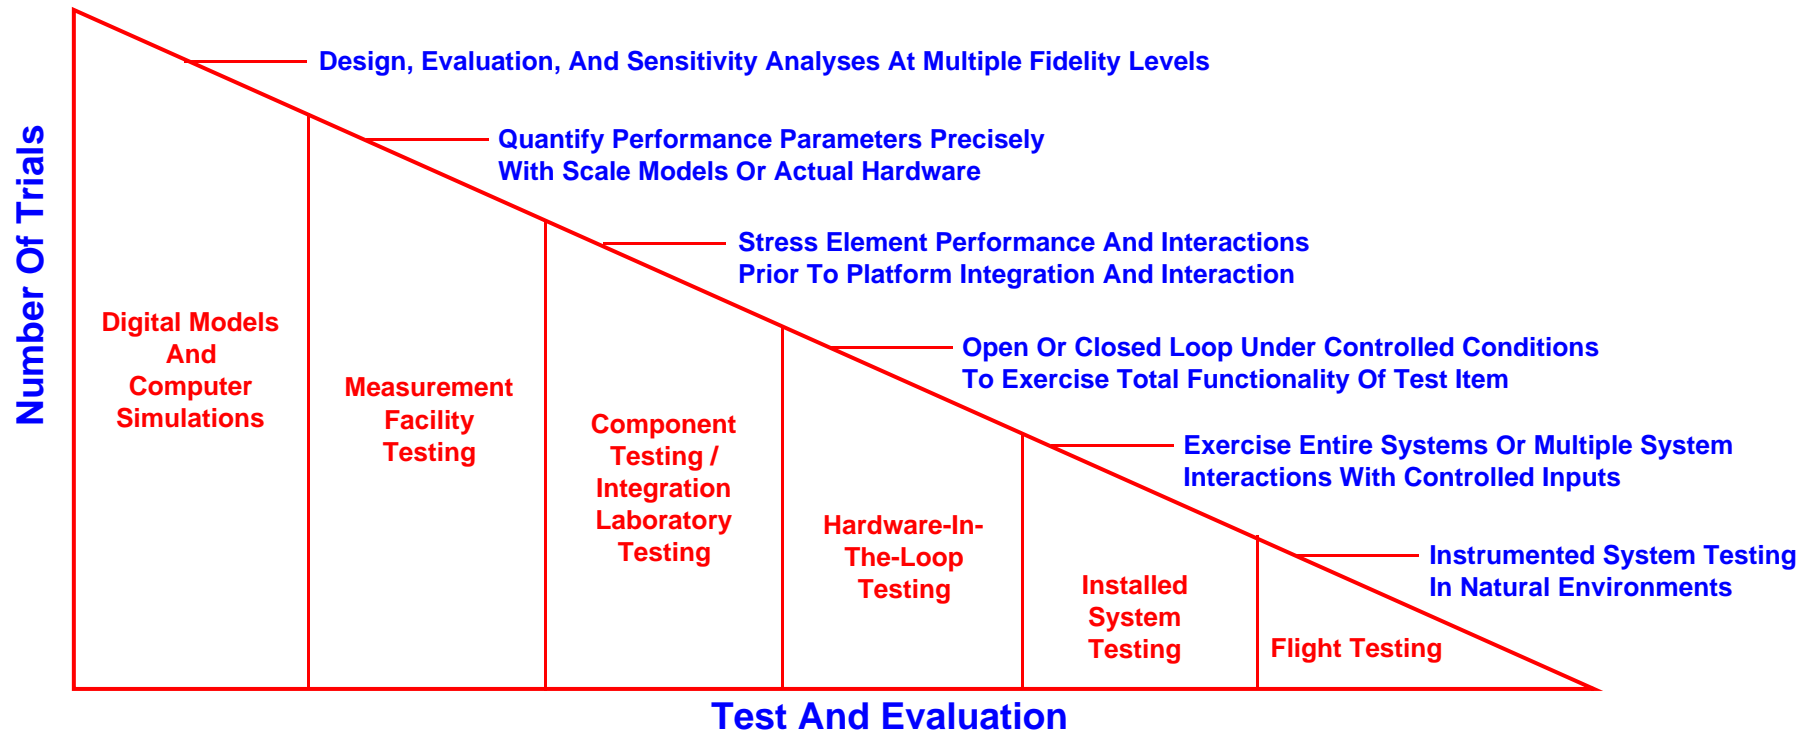 Design, Evaluation, And Sensitivity Analyses At Multiple Fidelity Levels
Quantify Performance Parameters Precisely
With Scale Models Or Actual Hardware
Stress Element Performance And Interactions
Prior To Platform Integration And Interaction
Open Or Closed Loop Under Controlled Conditions
To Exercise Total Functionality Of Test Item
Exercise Entire Systems Or Multiple System
Interactions With Controlled Inputs
Instrumented System Testing
In Natural Environments
Number Of Trials
Digital Models
And
Computer
Simulations
Measurement
Facility
Testing
Component
Testing /
Integration
Laboratory
Testing
Hardware-In-
The-Loop
Testing
Installed
System
Testing
Flight Testing
Test And Evaluation